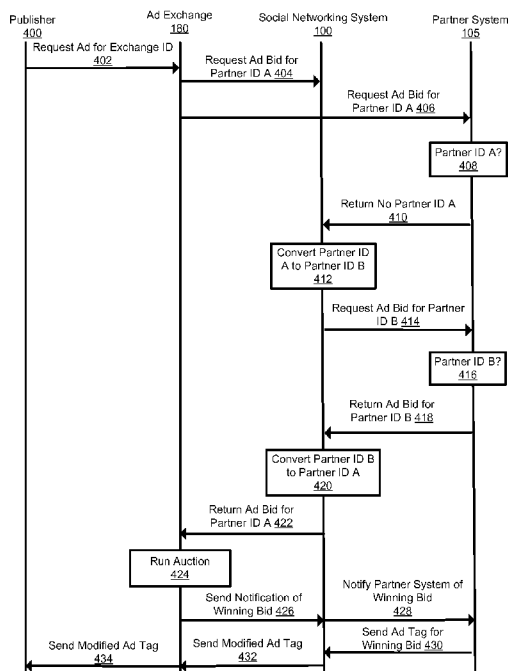 Publisher
400
Ad Exchange
180
Social Networking System
100
Partner System
105
Request Ad for Exchange ID
402
Request Ad Bid for
Partner ID A 404
Request Ad Bid for
Partner ID A 406
Partner ID A?
408
Return No Partner ID A
410
Convert Partner ID
A to Partner ID B
412
Request Ad Bid for Partner
ID B 414
Partner ID B?
416
Return Ad Bid for
Partner ID B 418
Convert Partner ID B
to Partner ID A
420
Return Ad Bid for
Partner ID A 422
Run Auction
424
Send Notification of
Winning Bid 426
Notify Partner System of
Winning Bid
428
Send Ad Tag for
Winning Bid 430
Send Modified Ad Tag
432
Send Modified Ad Tag
434